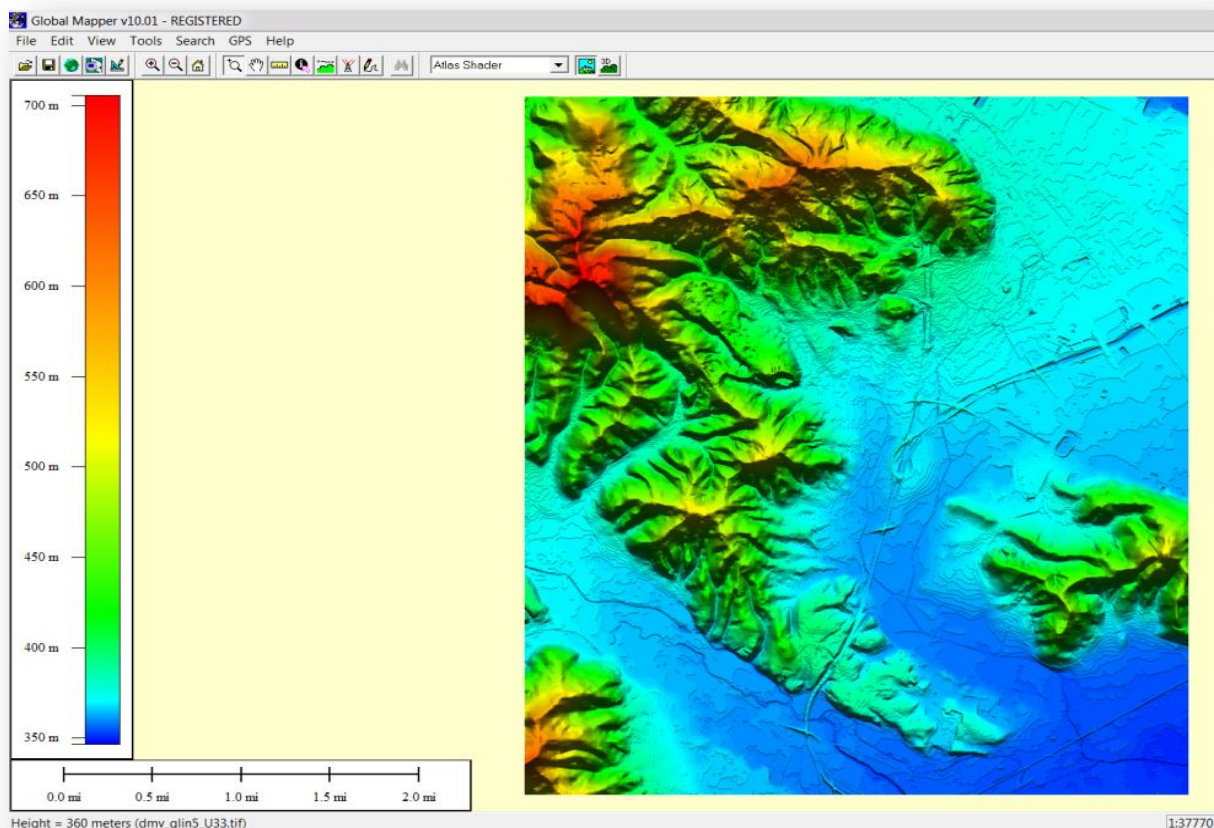 Global Mapper v10.01 - REGISTERED
File Edit View Tools Search GPS Help
Atlas Shader
3D
700 m
650 m
600 m
550 m
500 m
450 m
400 m
350 m
0.0 mi 0.5 mi 1.0 mi 1.5 mi 2.0 mi
Height = 360 meters (dmv_glin5_U33.tif)
1:37770